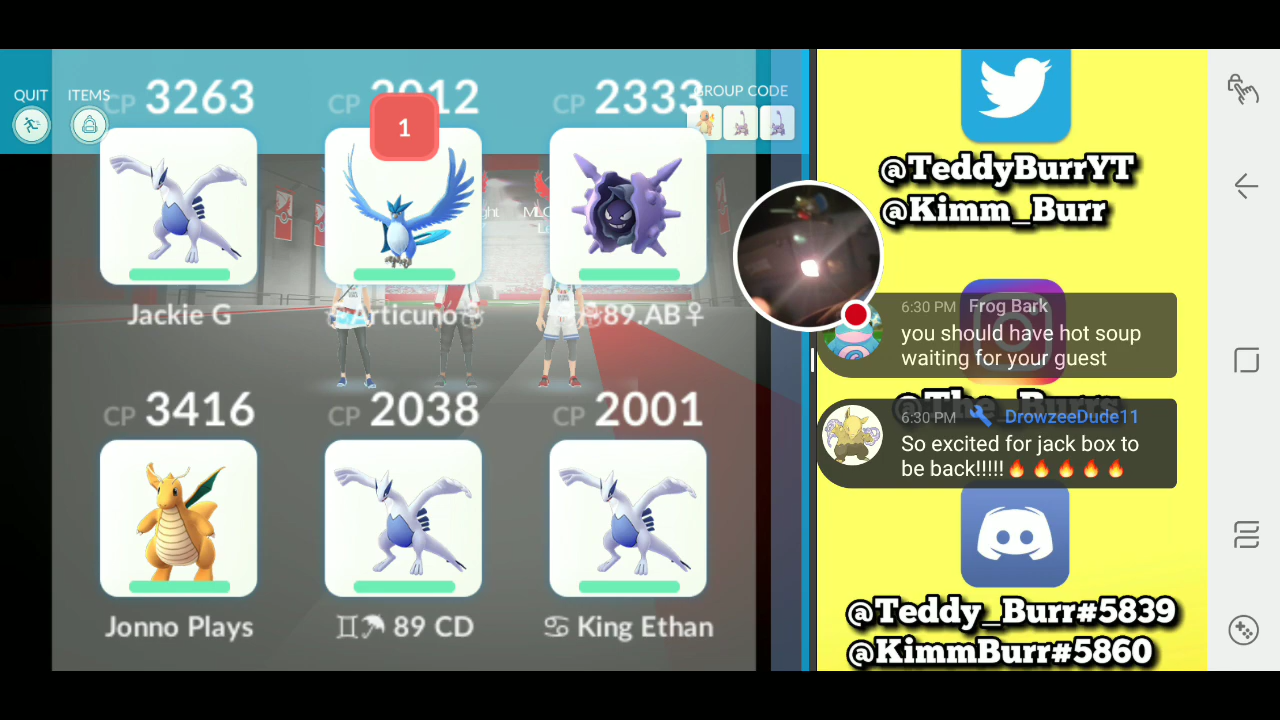 QUIT
ITEMS
GROUP CODE
CP 3263
CP 2333
1
Jackie G
Articuno
89.AB♀
CP 3416
CP 2038
CP 2001
Jonno Plays
♊☂ 89 CD
♋ King Ethan
@TeddyBurrYT
@Kimm_Burr
6:30 PM Frog Bark
you should have hot soup
waiting for your guest
@The_Burrs
6:30 PM DrowzeeDude11
So excited for jack box to
be back!!!!!🔥🔥🔥🔥🔥
@Teddy_Burr#5839
@KimmBurr#5860